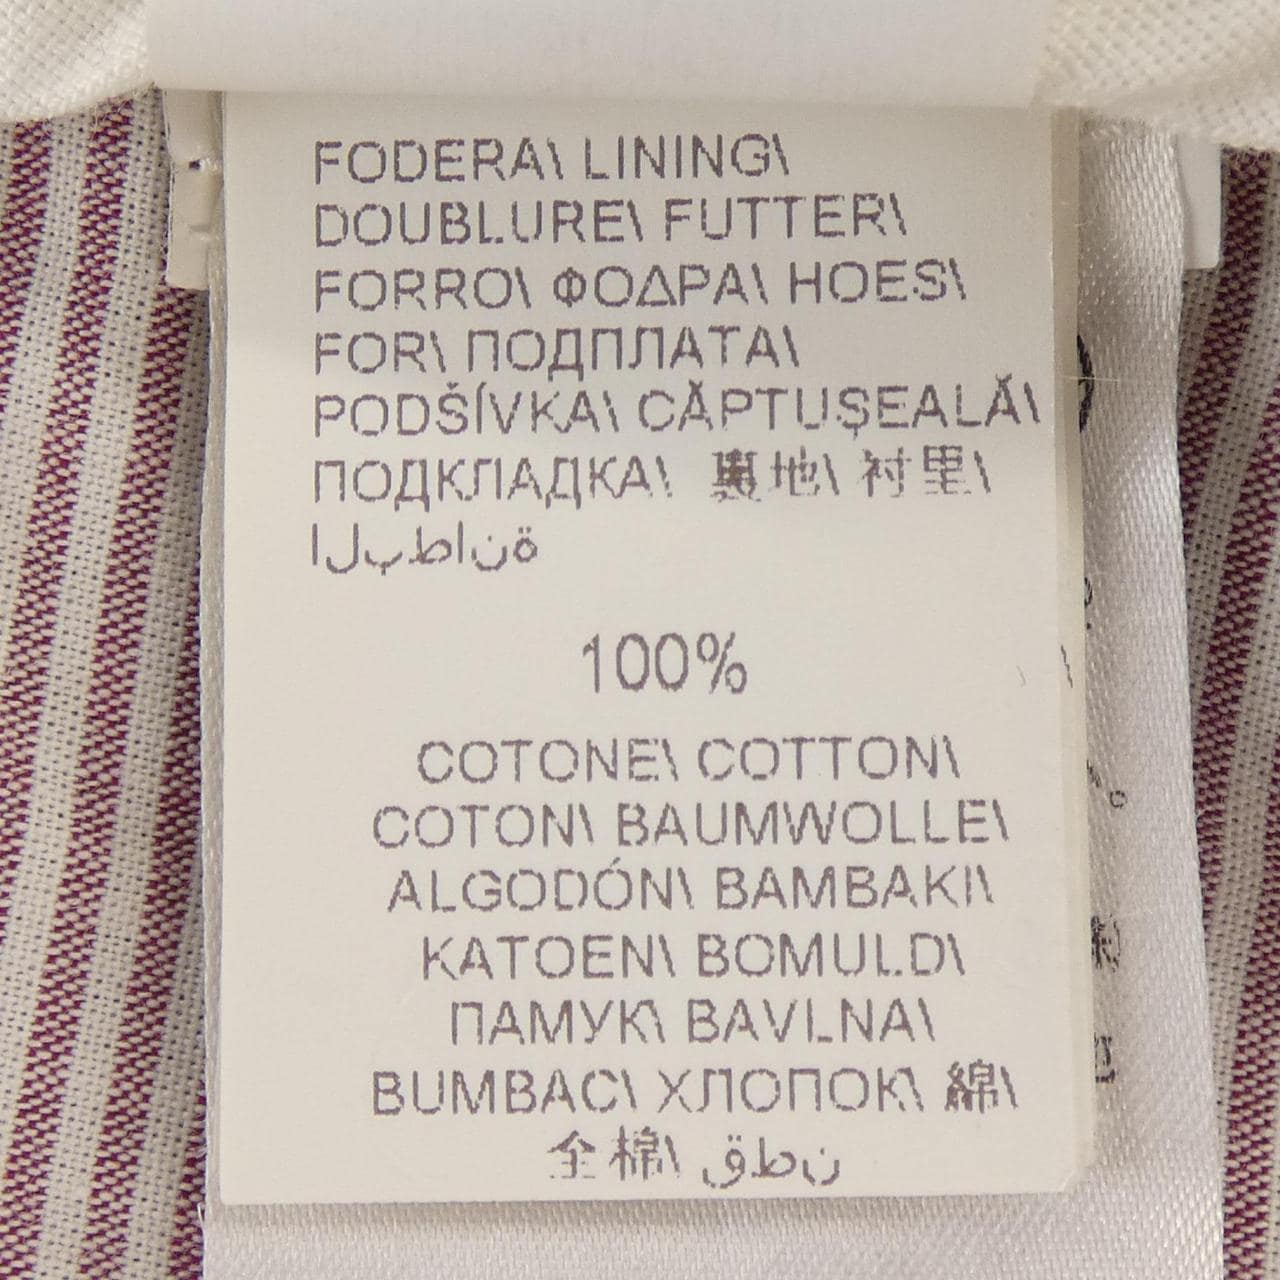 FODERA\ LINING\
DOUBLURE\ FUTTER\
FORRO\ ΦΟΔΡΑ\ HOES\
FOR\ ПОДПЛАТА\
PODŠÍVKA\ CĂPTUȘEALĂ\
ПОДКЛАДКА\ 裏地\ 衬里\
البطانة
100%
COTONE\ COTTON\
COTON\ BAUMWOLLE\
ALGODÓN\ BAMBAKI\
KATOEN\ BOMULD\
ПАМУК\ BAVLNA\
BUMBAC\ ХЛОПОК\ 綿\
全棉\ قطن